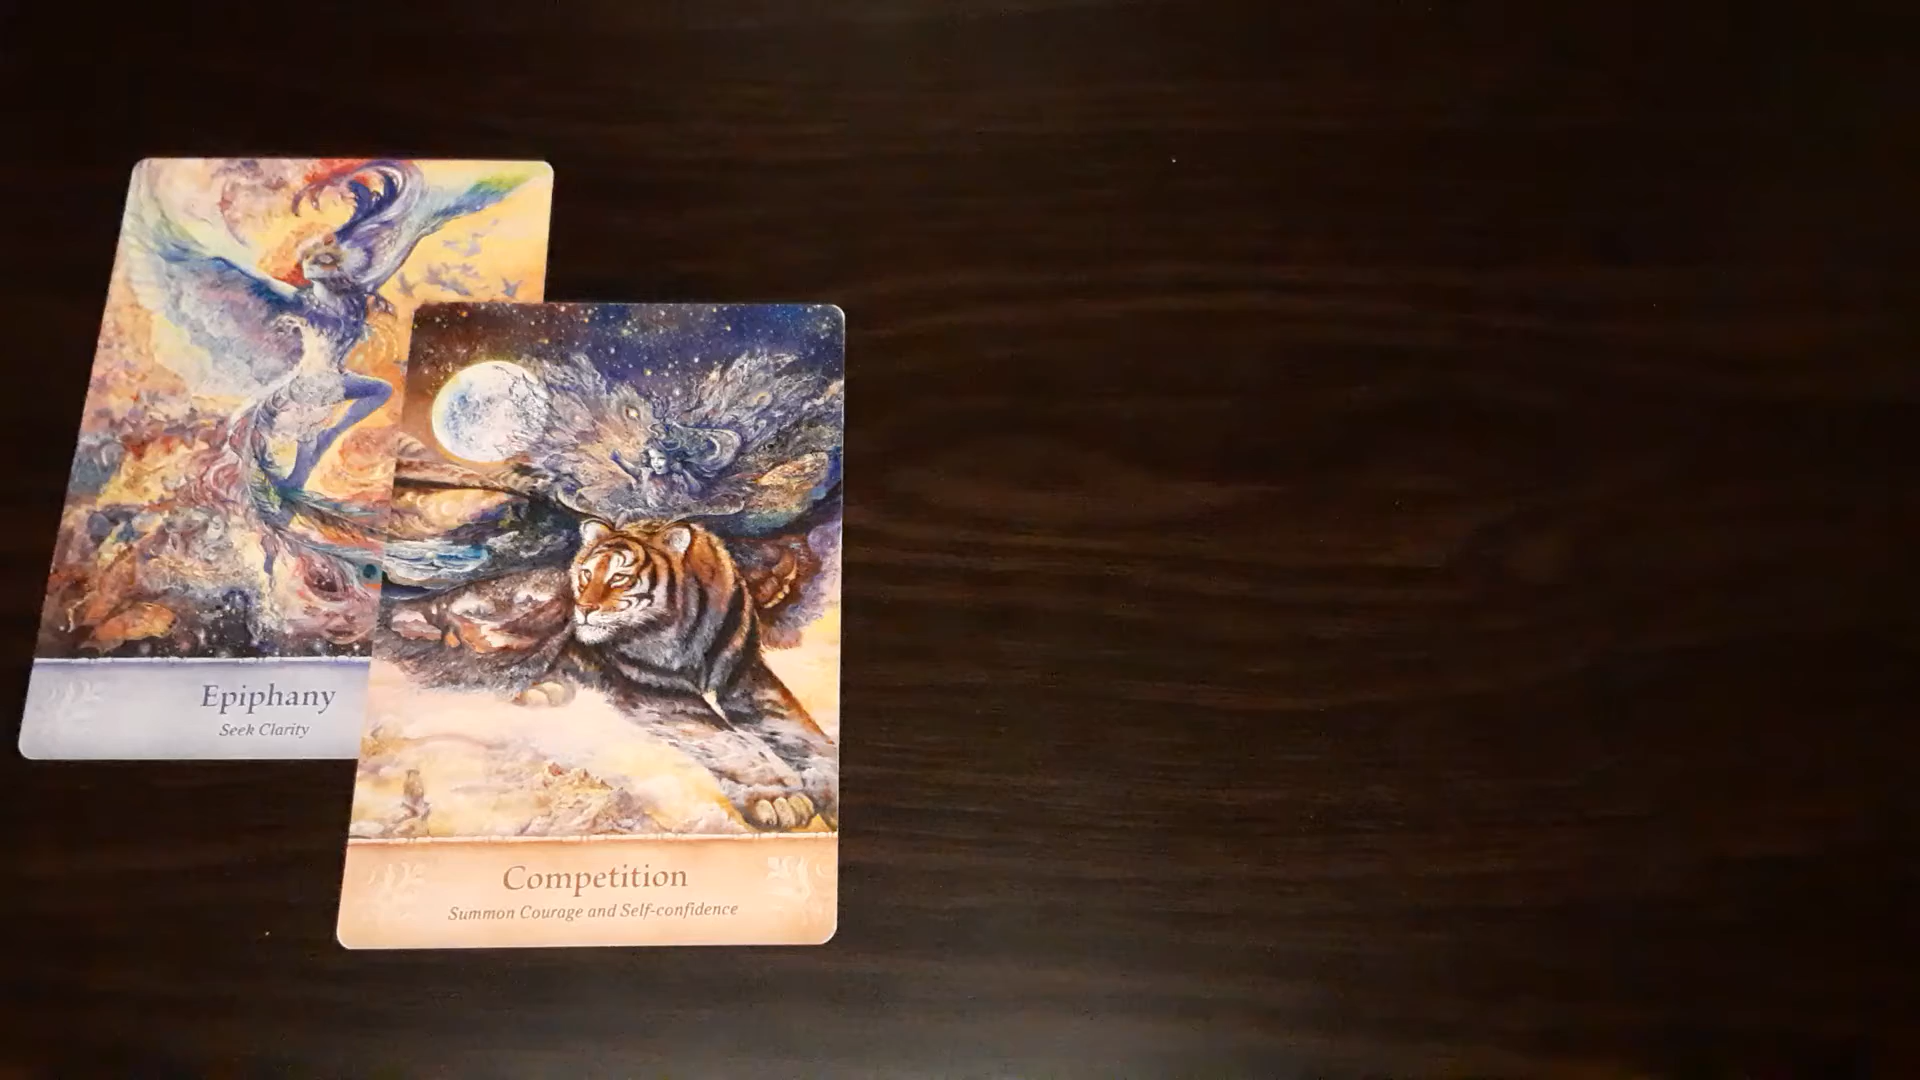 Epiphany
Seek Clarity
Competition
Summon Courage and Self-confidence